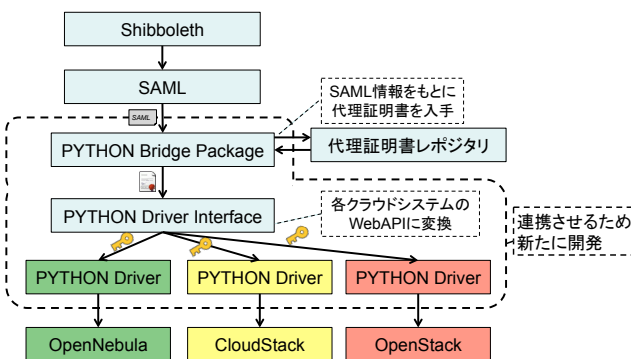 Shibboleth
SAML
SAML
SAML情報をもとに
代理証明書を入手
PYTHON Bridge Package
代理証明書レポジトリ
PYTHON Driver Interface
各クラウドシステムの
WebAPIに変換
連携させるため
新たに開発
PYTHON Driver
PYTHON Driver
PYTHON Driver
OpenNebula
CloudStack
OpenStack